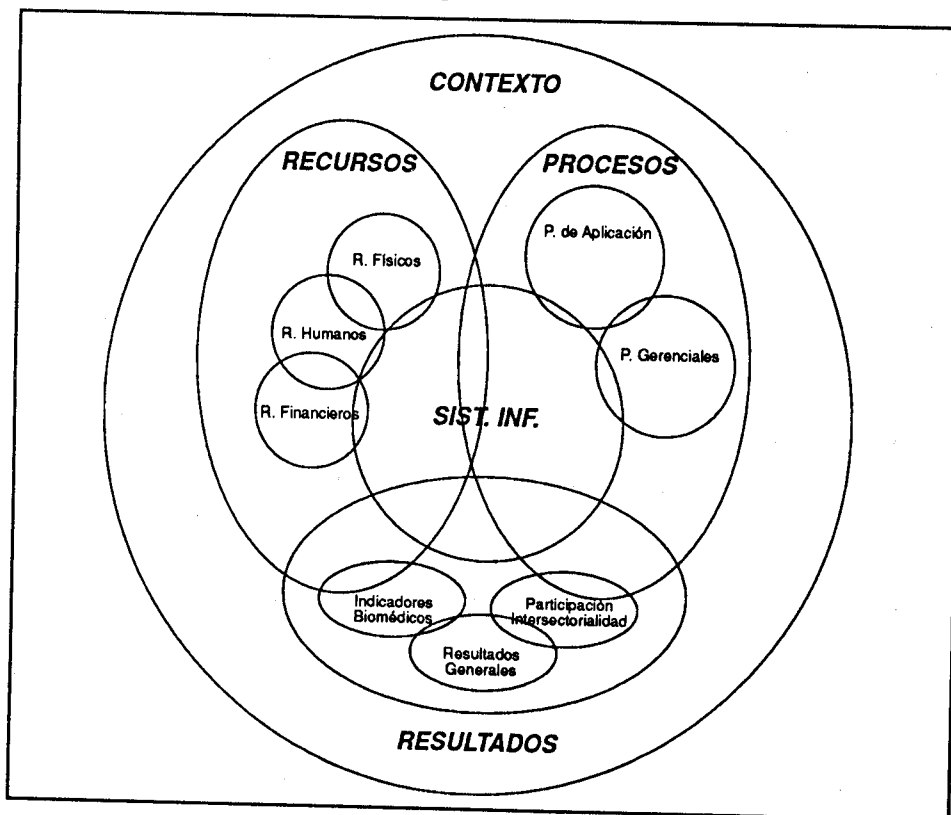 CONTEXTO
RECURSOS
PROCESOS
P. de Aplicación
R. Físicos
R. Humanos
P. Gerenciales
R. Financieros
SIST. INF.
Indicadores
Biomédicos
Participación
Intersectorialidad
Resultados
Generales
RESULTADOS